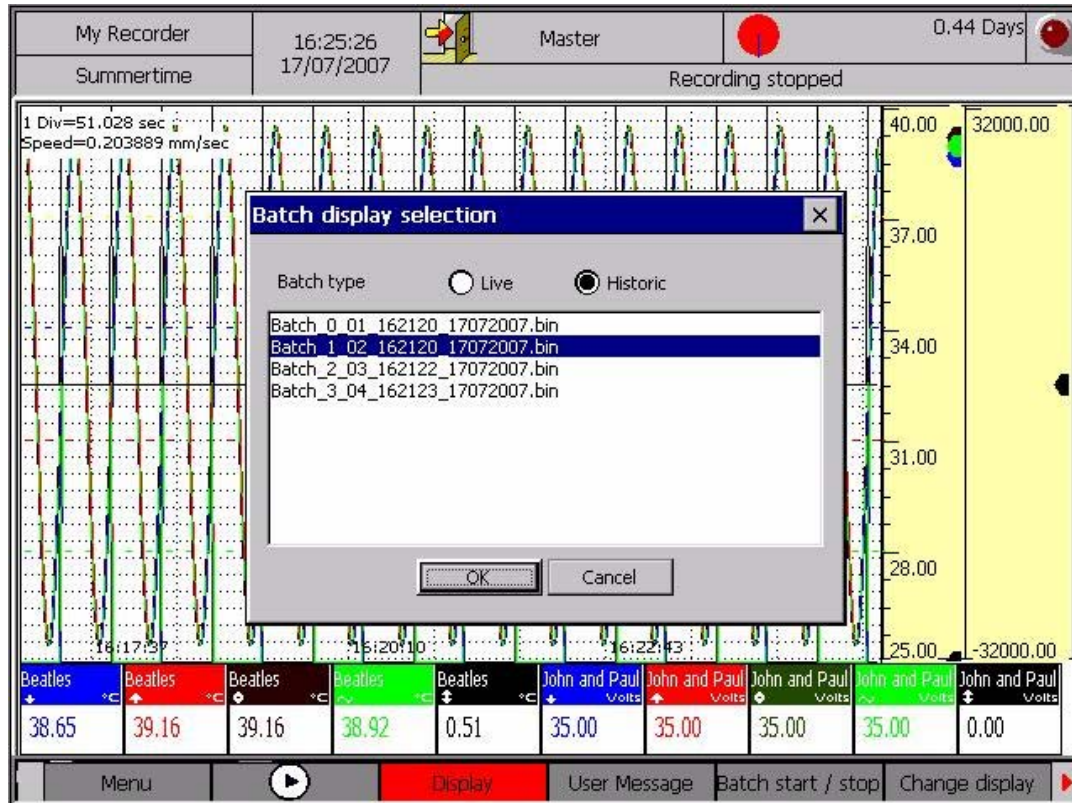 My Recorder
Summertime
16:25:26
17/07/2007
Master
0.44 Days
Recording stopped
1 Div=51.028 sec
Speed=0.203889 mm/sec
40.00
32000.00
37.00
34.00
31.00
28.00
25.00
-32000.00
Batch display selection
Batch type
Live
Historic
Batch_0_01_162120_17072007.bin
Batch_1_02_162120_17072007.bin
Batch_2_03_162122_17072007.bin
Batch_3_04_162123_17072007.bin
OK
Cancel
16:17:37
16:20:10
16:22:43
Beatles °C 38.65
Beatles °C 39.16
Beatles °C 39.16
Beatles °C 38.92
Beatles °C 0.51
John and Paul Volts 35.00
John and Paul Volts 35.00
John and Paul Volts 35.00
John and Paul Volts 35.00
John and Paul Volts 0.00
Menu
Display
User Message
Batch start / stop
Change display